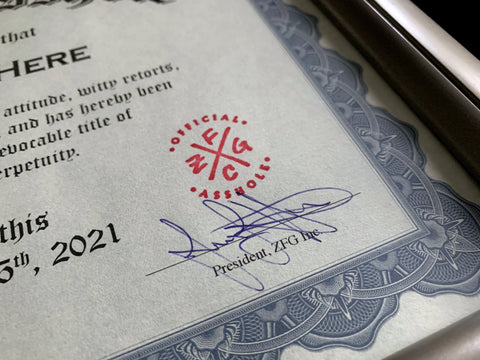 that
HERE
attitude, witty retorts,
and has hereby been
evocable title of
rpetuity.
OFFICIAL
Z F G C
ASSHOLE
this
5th, 2021
President, ZFG Inc.